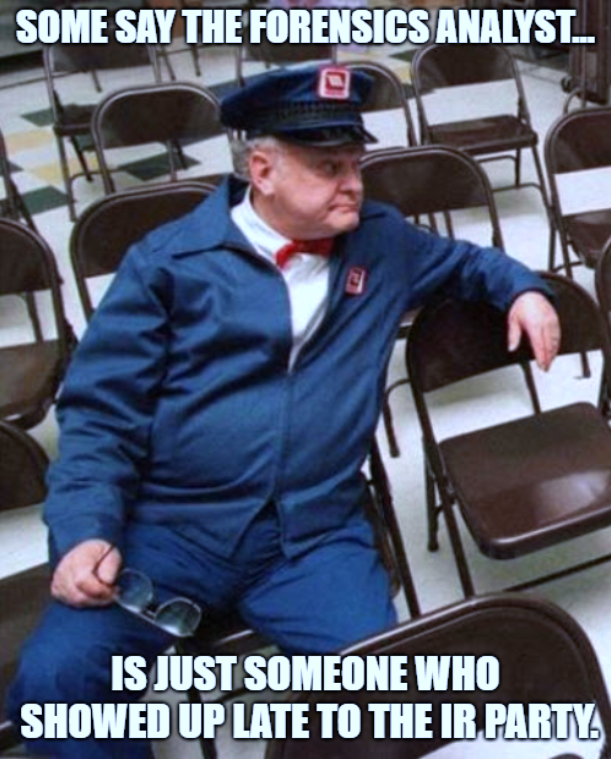 SOME SAY THE FORENSICS ANALYST...
IS JUST SOMEONE WHO
SHOWED UP LATE TO THE IR PARTY.